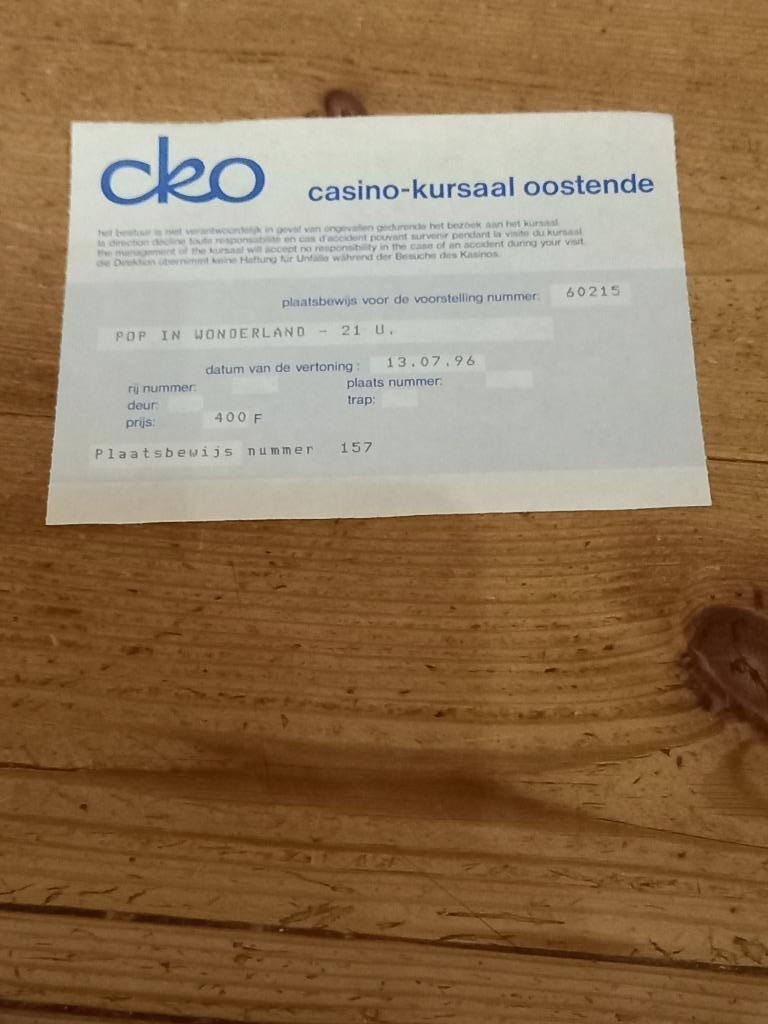 cko
casino-kursaal oostende
het bestuur is niet verantwoordelijk in geval van ongevallen gedurende het bezoek aan het kursaal.
la direction décline toute responsabilité en cas d'accident pouvant survenir pendant la visite du kursaal.
the management of the kursaal will accept no responsibility in the case of an accident during your visit.
die Direktion übernimmt keine Haftung für Unfälle während der Besuche des Kasinos.
plaatsbewijs voor de voorstelling nummer: 60215
POP IN WONDERLAND - 21 U.
datum van de vertoning : 13.07.96
rij nummer: plaats nummer:
deur: trap:
prijs: 400 F
Plaatsbewijs nummer 157